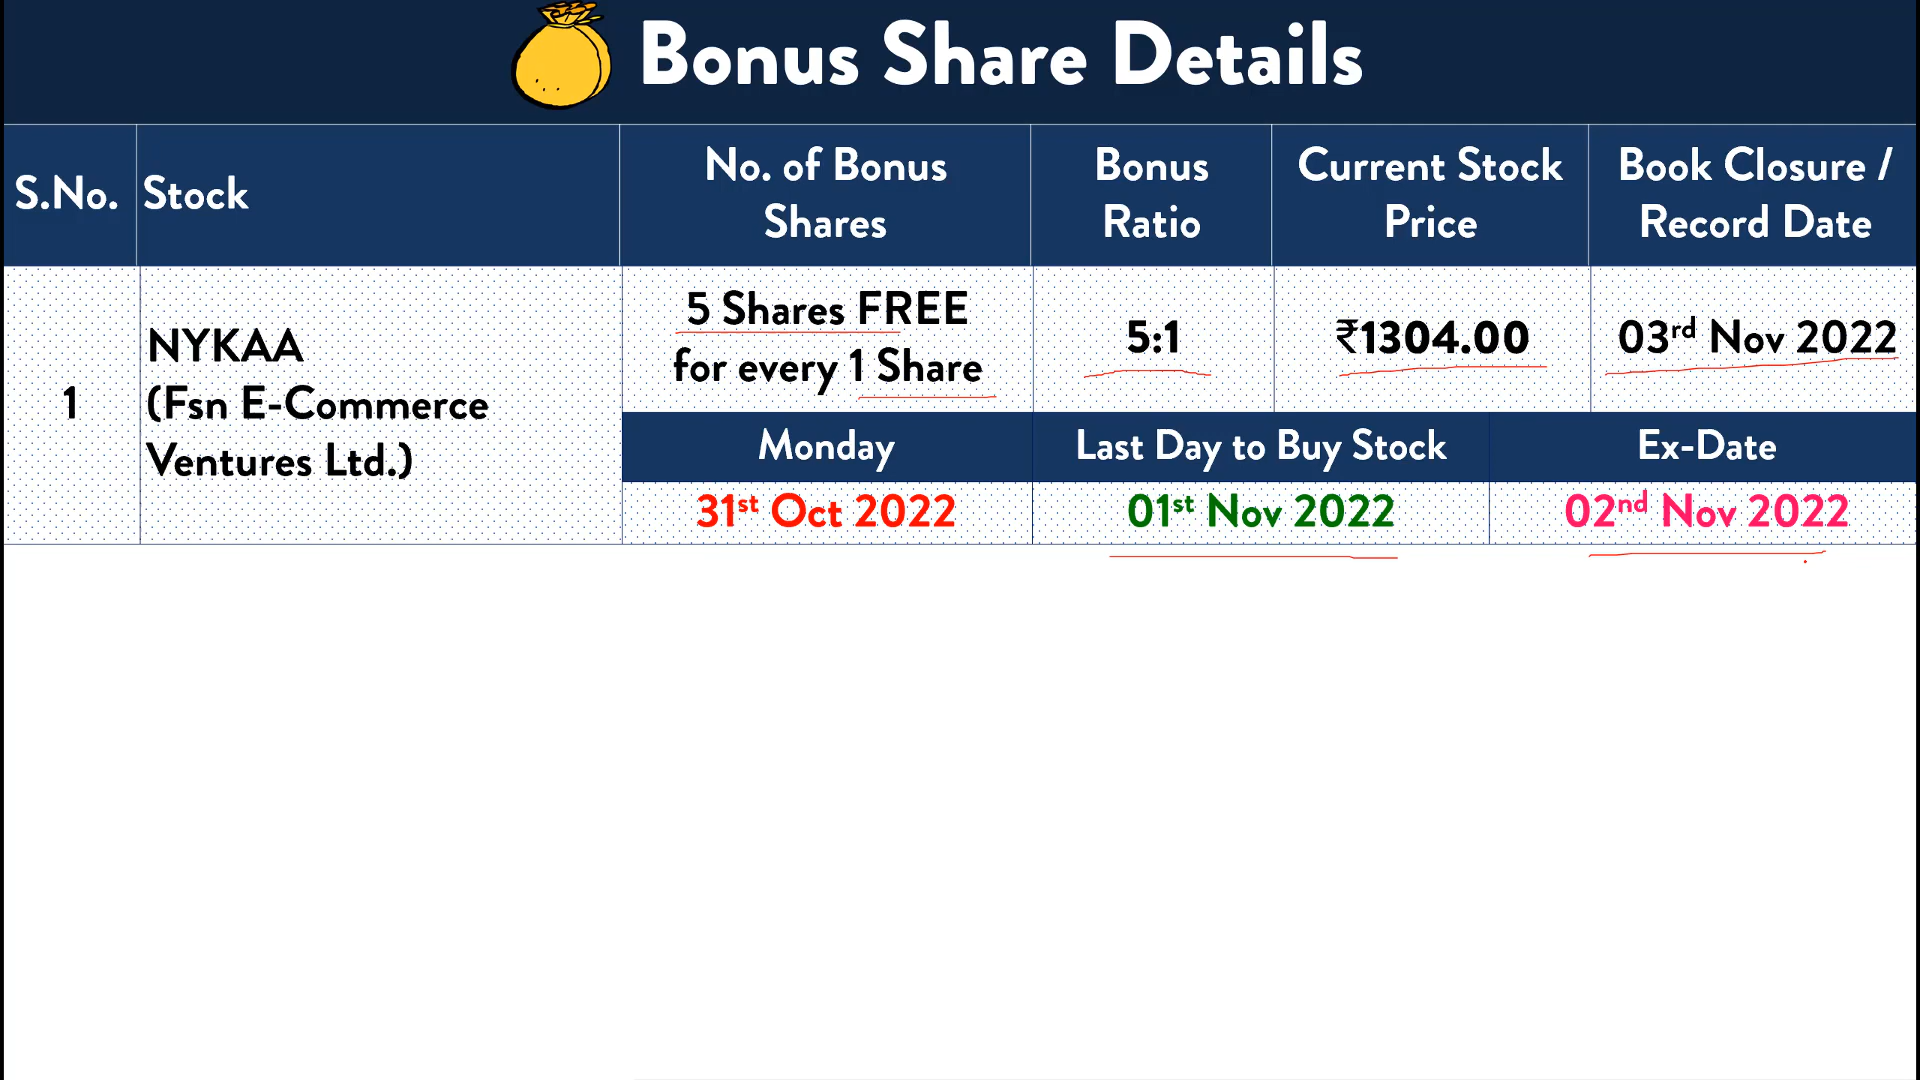 Bonus Share Details
S.No.
Stock
No. of Bonus
Shares
Bonus
Ratio
Current Stock
Price
Book Closure /
Record Date
1
NYKAA
(Fsn E-Commerce
Ventures Ltd.)
5 Shares FREE
for every 1 Share
5:1
₹1304.00
03rd Nov 2022
Monday
Last Day to Buy Stock
Ex-Date
31st Oct 2022
01st Nov 2022
02nd Nov 2022